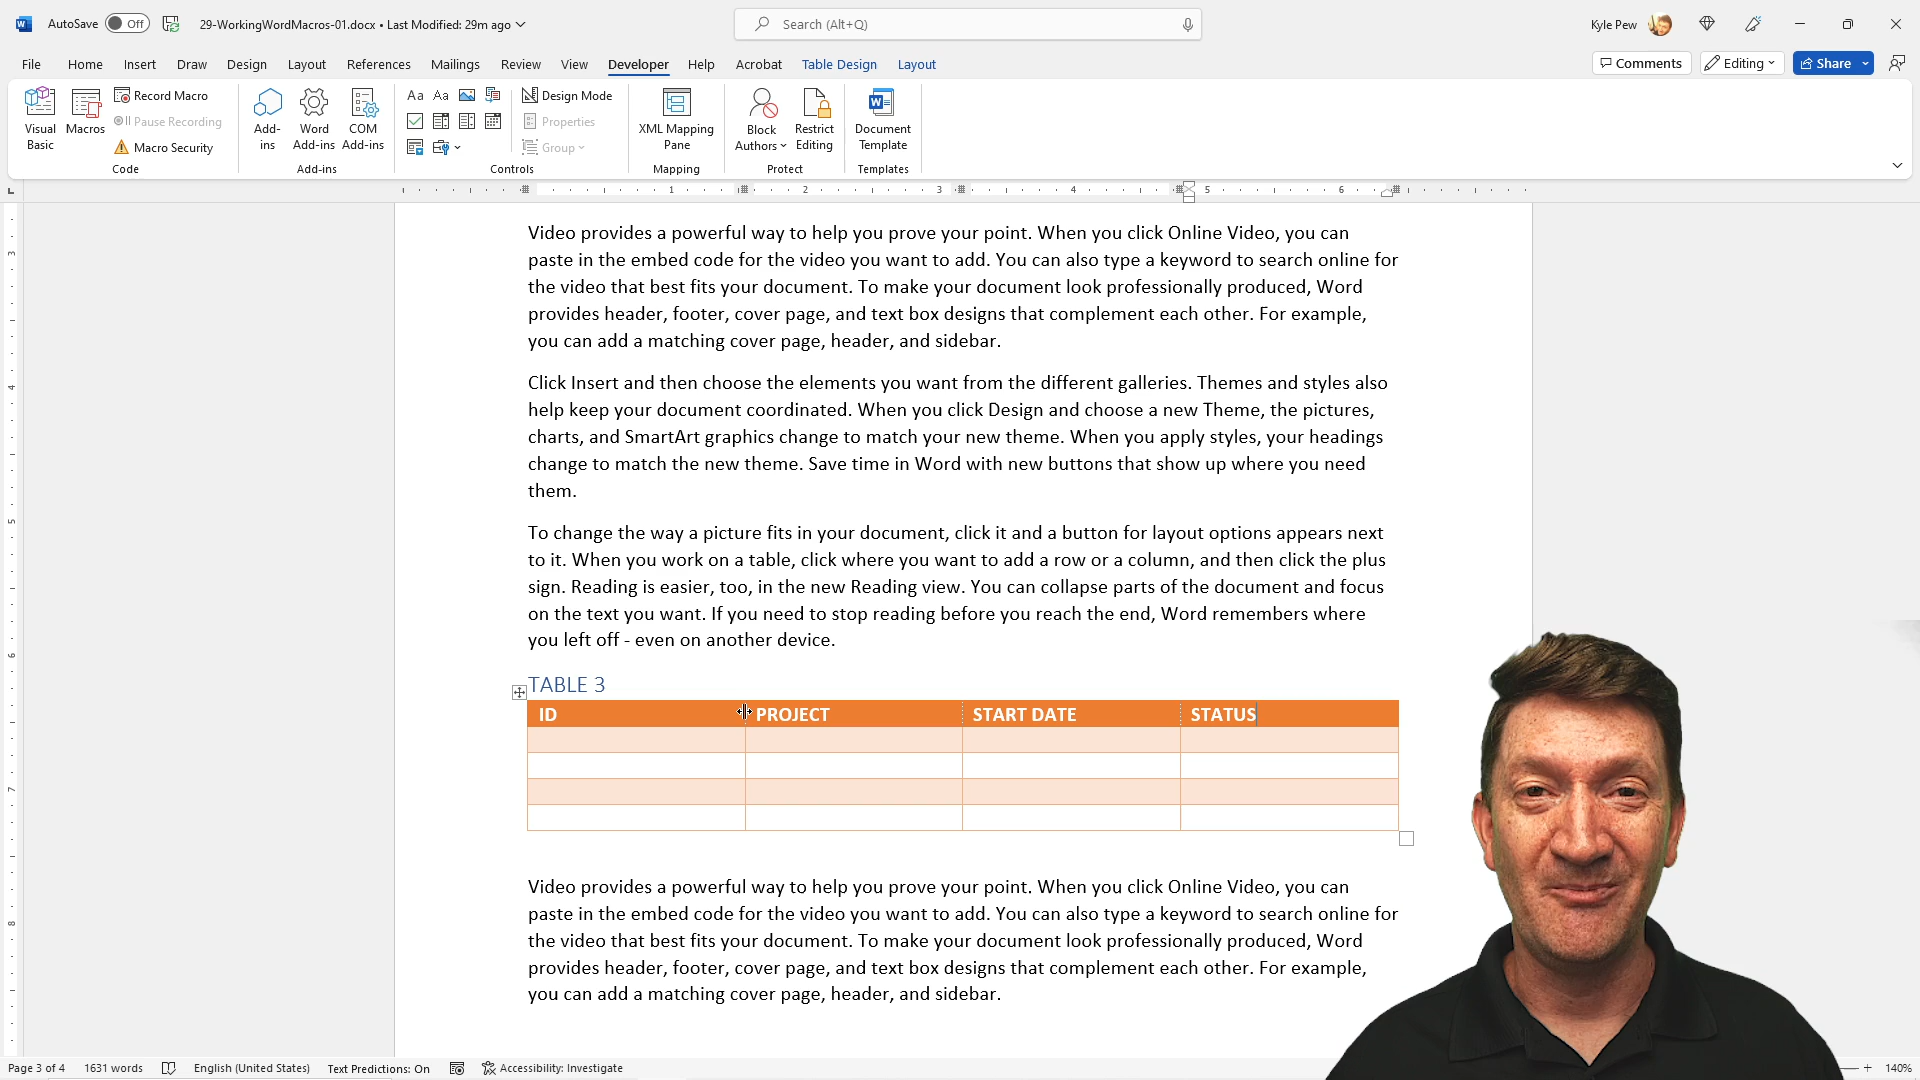 AutoSave Off 29-WorkingWordMacros-01.docx • Last Modified: 29m ago Search (Alt+Q) Kyle Pew
File Home Insert Draw Design Layout References Mailings Review View Developer Help Acrobat Table Design Layout Comments Editing Share
Visual Basic
Macros
Record Macro
Pause Recording
Macro Security
Code
Add-ins
Word Add-ins
COM Add-ins
Add-ins
Aa Aa
Design Mode
Properties
Group
Controls
XML Mapping Pane
Mapping
Block Authors
Restrict Editing
Protect
Document Template
Templates
1 2 3 4 5 6
3
4
5
6
7
8
Video provides a powerful way to help you prove your point. When you click Online Video, you can
paste in the embed code for the video you want to add. You can also type a keyword to search online for
the video that best fits your document. To make your document look professionally produced, Word
provides header, footer, cover page, and text box designs that complement each other. For example,
you can add a matching cover page, header, and sidebar.
Click Insert and then choose the elements you want from the different galleries. Themes and styles also
help keep your document coordinated. When you click Design and choose a new Theme, the pictures,
charts, and SmartArt graphics change to match your new theme. When you apply styles, your headings
change to match the new theme. Save time in Word with new buttons that show up where you need
them.
To change the way a picture fits in your document, click it and a button for layout options appears next
to it. When you work on a table, click where you want to add a row or a column, and then click the plus
sign. Reading is easier, too, in the new Reading view. You can collapse parts of the document and focus
on the text you want. If you need to stop reading before you reach the end, Word remembers where
you left off - even on another device.
TABLE 3
ID PROJECT START DATE STATUS
Video provides a powerful way to help you prove your point. When you click Online Video, you can
paste in the embed code for the video you want to add. You can also type a keyword to search online for
the video that best fits your document. To make your document look professionally produced, Word
provides header, footer, cover page, and text box designs that complement each other. For example,
you can add a matching cover page, header, and sidebar.
Page 3 of 4 1631 words English (United States) Text Predictions: On Accessibility: Investigate 140%